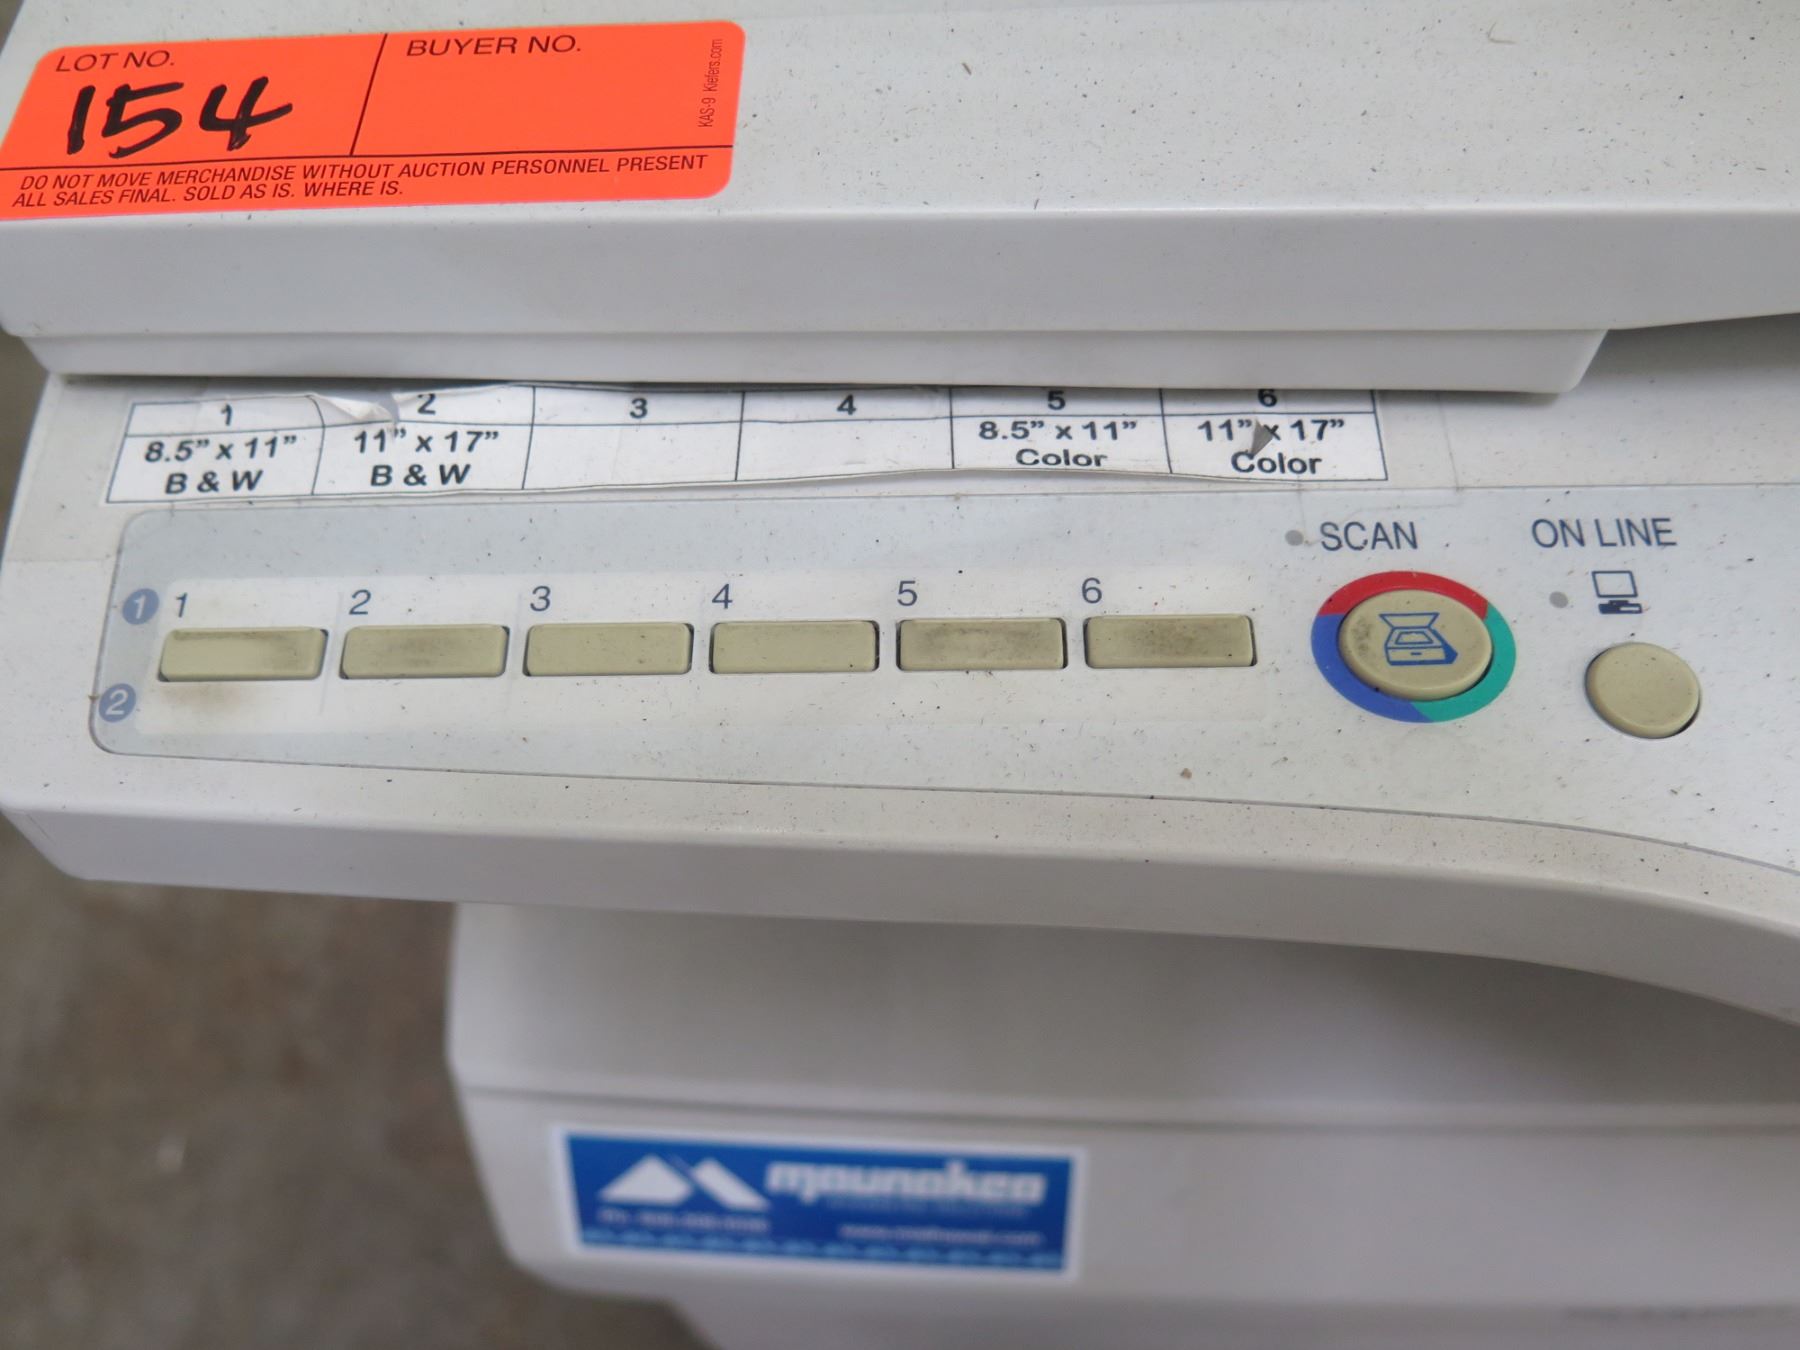 LOT NO.
BUYER NO.
154
KAS-9 Kiefers.com
DO NOT MOVE MERCHANDISE WITHOUT AUCTION PERSONNEL PRESENT
ALL SALES FINAL. SOLD AS IS. WHERE IS.
1 2 3 4 5 6
8.5” x 11” 11” x 17” 8.5” x 11” 11” x 17”
B & W B & W Color Color
SCAN ON LINE
1 1 2 3 4 5 6
2